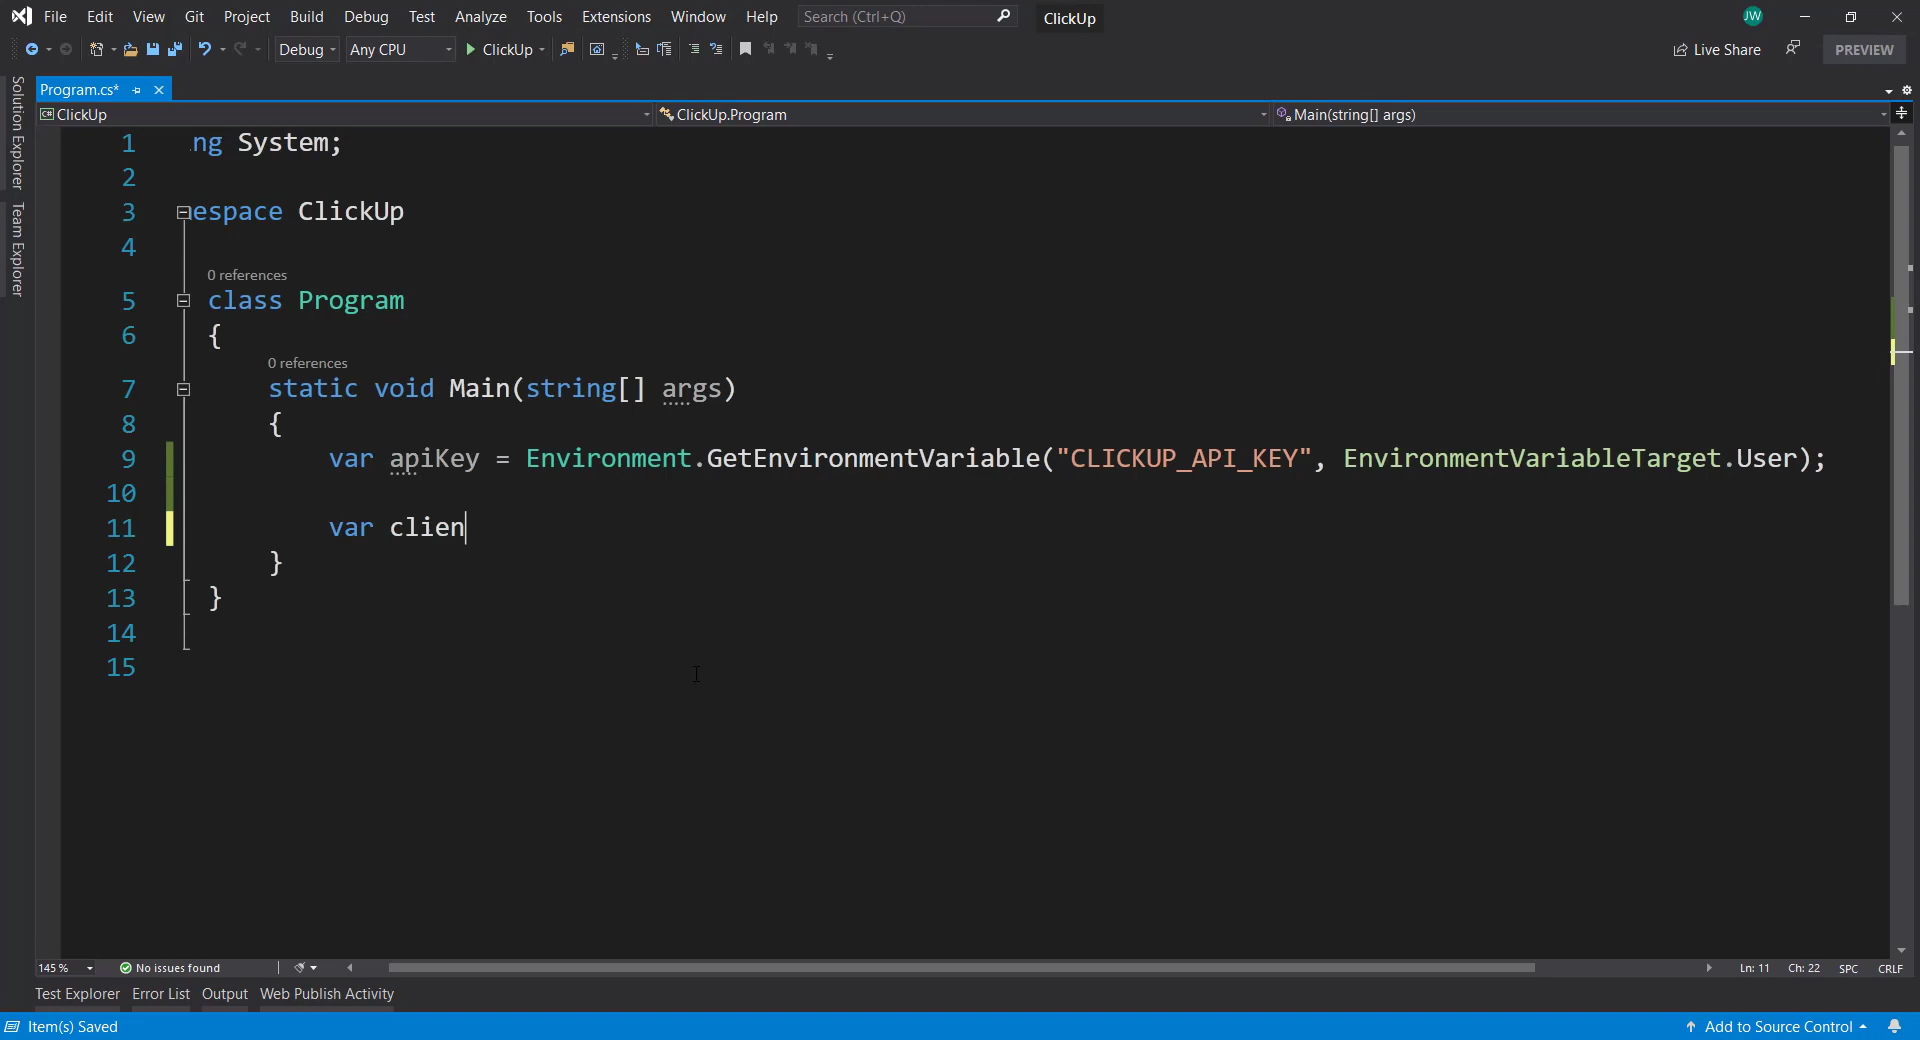 File Edit View Git Project Build Debug Test Analyze Tools Extensions Window Help Search (Ctrl+Q) ClickUp JW
Debug Any CPU ClickUp Live Share PREVIEW
Solution Explorer
Team Explorer
Program.cs*
ClickUp ClickUp.Program Main(string[] args)
1 ng System;
2
3 espace ClickUp
4
0 references
5 class Program
6 {
0 references
7 static void Main(string[] args)
8 {
9 var apiKey = Environment.GetEnvironmentVariable("CLICKUP_API_KEY", EnvironmentVariableTarget.User);
10
11 var clien
12 }
13 }
14
15
145 % No issues found Ln: 11 Ch: 22 SPC CRLF
Test Explorer Error List Output Web Publish Activity
Item(s) Saved Add to Source Control